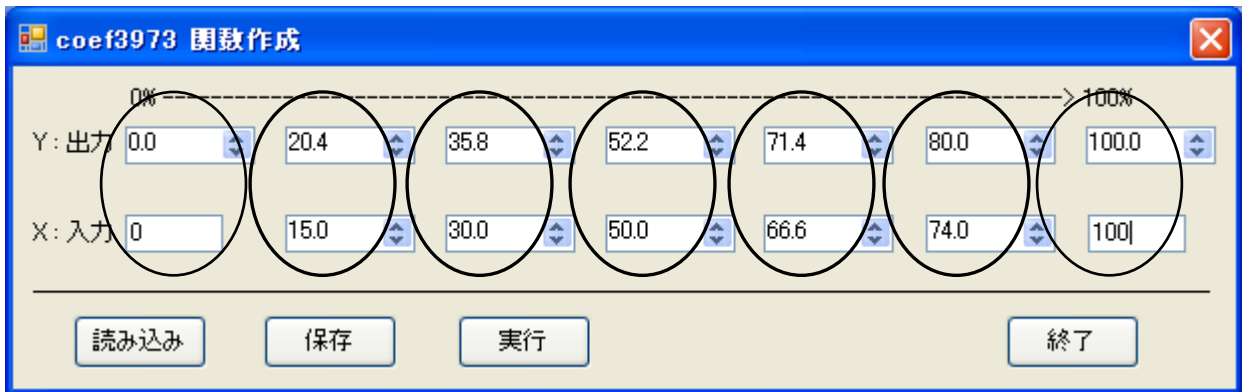 coef3973 関数作成
0% ----------------------------------------------------------------------> 100%
Y : 出力 0.0 20.4 35.8 52.2 71.4 80.0 100.0
X : 入力 0 15.0 30.0 50.0 66.6 74.0 100
読み込み 保存 実行 終了